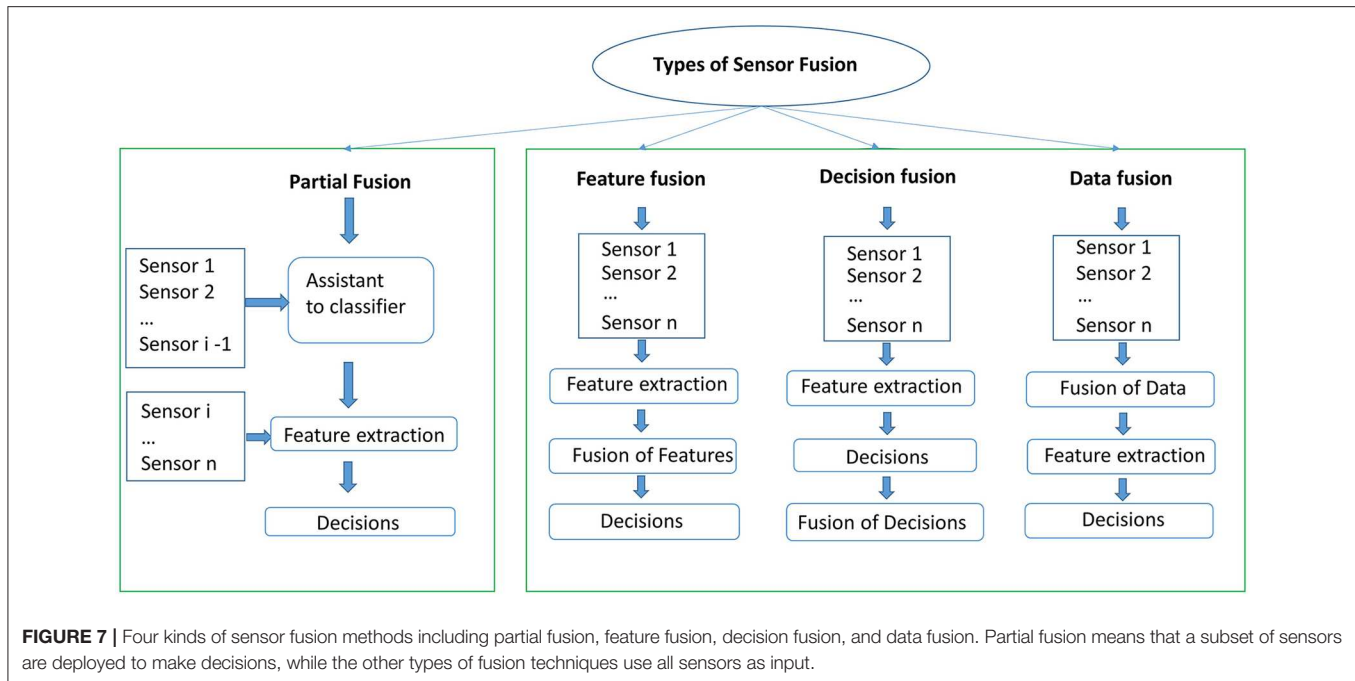 Types of Sensor Fusion
Partial Fusion
Sensor 1
Sensor 2
...
Sensor i -1
Assistant
to classifier
Sensor i
...
Sensor n
Feature extraction
Decisions
Feature fusion
Sensor 1
Sensor 2
...
Sensor n
Feature extraction
Fusion of Features
Decisions
Decision fusion
Sensor 1
Sensor 2
...
Sensor n
Feature extraction
Decisions
Fusion of Decisions
Data fusion
Sensor 1
Sensor 2
...
Sensor n
Fusion of Data
Feature extraction
Decisions
FIGURE 7 | Four kinds of sensor fusion methods including partial fusion, feature fusion, decision fusion, and data fusion. Partial fusion means that a subset of sensors
are deployed to make decisions, while the other types of fusion techniques use all sensors as input.